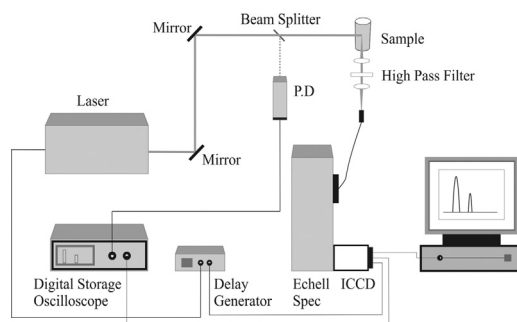 Beam Splitter
Mirror
Sample
High Pass Filter
P.D
Laser
Mirror
Digital Storage
Oscilloscope
Delay
Generator
Echell
Spec
ICCD